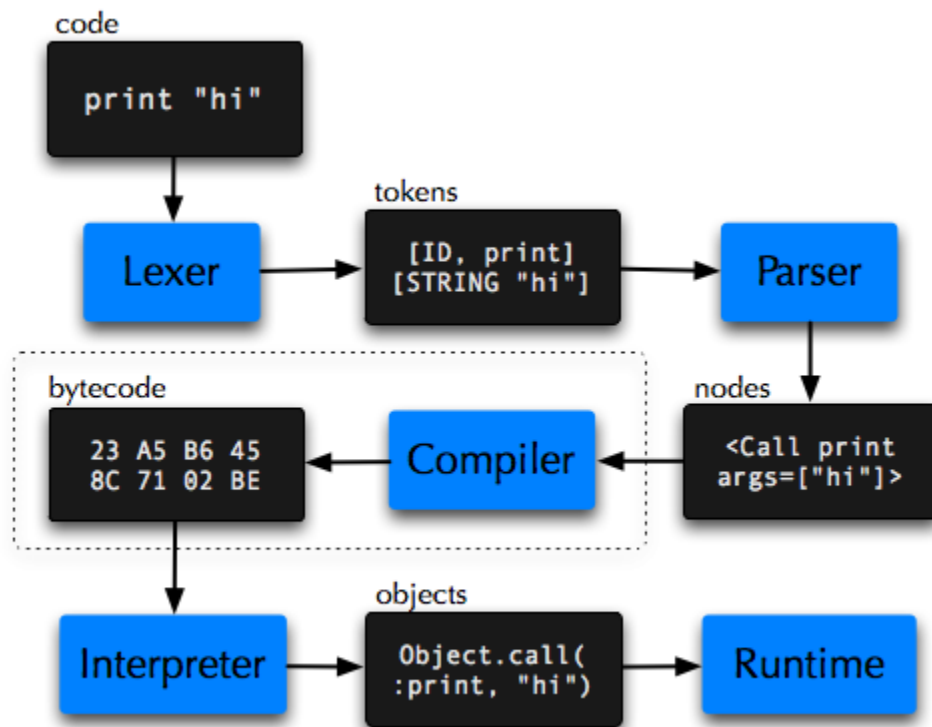 code
print "hi"
tokens
Lexer
[ID, print]
[STRING "hi"]
Parser
bytecode
nodes
23 A5 B6 45
8C 71 02 BE
Compiler
<Call print
args=["hi"]>
objects
Interpreter
Object.call(
:print, "hi")
Runtime